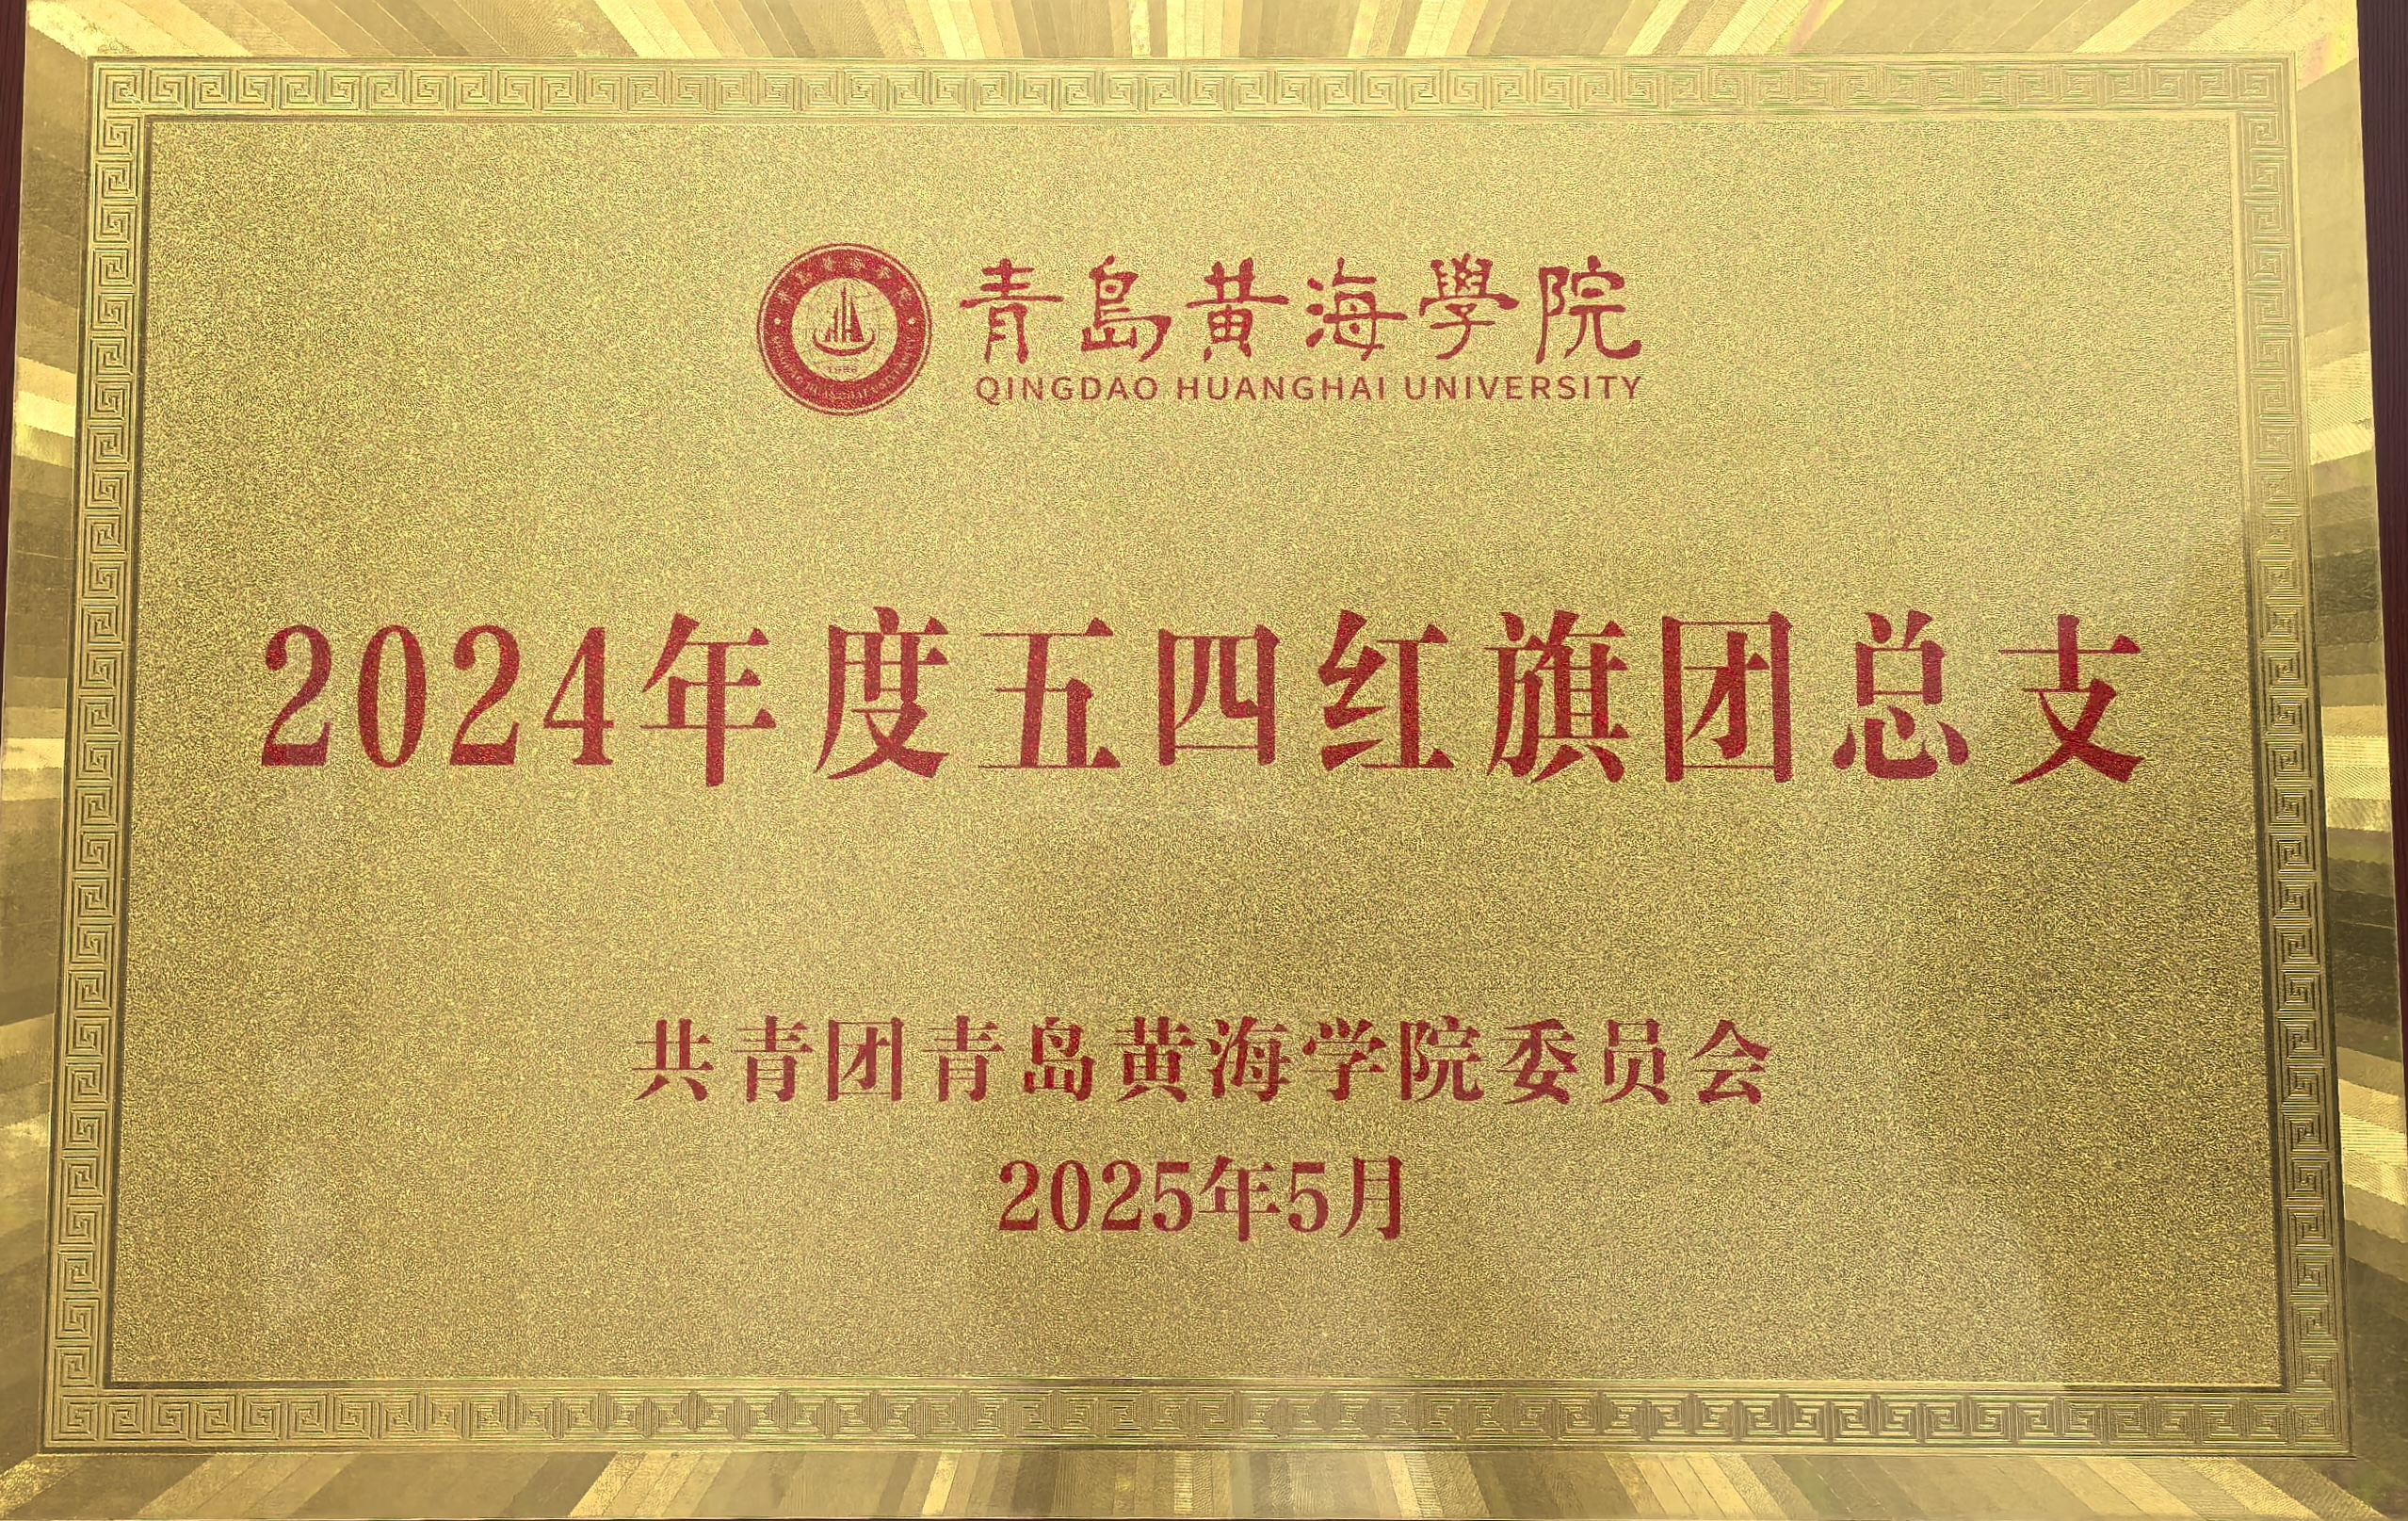 青島黄海學院
QINGDAO HUANGHAI UNIVERSITY
1996
2024年度五四红旗团总支
共青团青岛黄海学院委员会
2025年5月